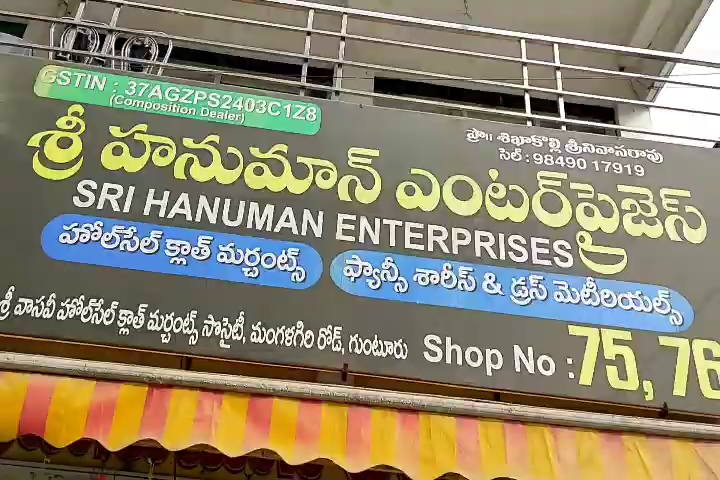 GSTIN : 37AGZPS2403C1Z8
(Composition Dealer)
ప్రొ॥ శిఖాకొల్లి శ్రీనివాసరావు
సెల్ : 98490 17919
శ్రీ హనుమాన్ ఎంటర్‌ప్రైజెస్
SRI HANUMAN ENTERPRISES
హోల్‌సేల్ క్లాత్ మర్చంట్స్
ఫ్యాన్సీ శారీస్ & డ్రస్ మెటీరియల్స్
శ్రీ వాసవీ హోల్‌సేల్ క్లాత్ మర్చంట్స్ సొసైటీ, మంగళగిరి రోడ్, గుంటూరు
Shop No : 75, 76